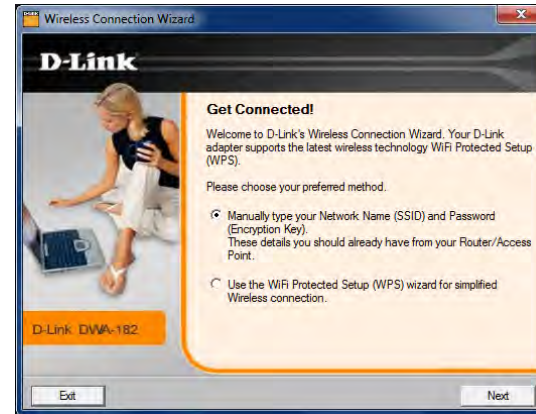 Wireless Connection Wizard
D-Link
Get Connected!
Welcome to D-Link's Wireless Connection Wizard. Your D-Link
adapter supports the latest wireless technology WiFi Protected Setup
(WPS).
Please choose your preferred method.
Manually type your Network Name (SSID) and Password
(Encryption Key).
These details you should already have from your Router/Access
Point.
Use the WiFi Protected Setup (WPS) wizard for simplified
Wireless connection.
D-Link DWA-182
Exit
Next